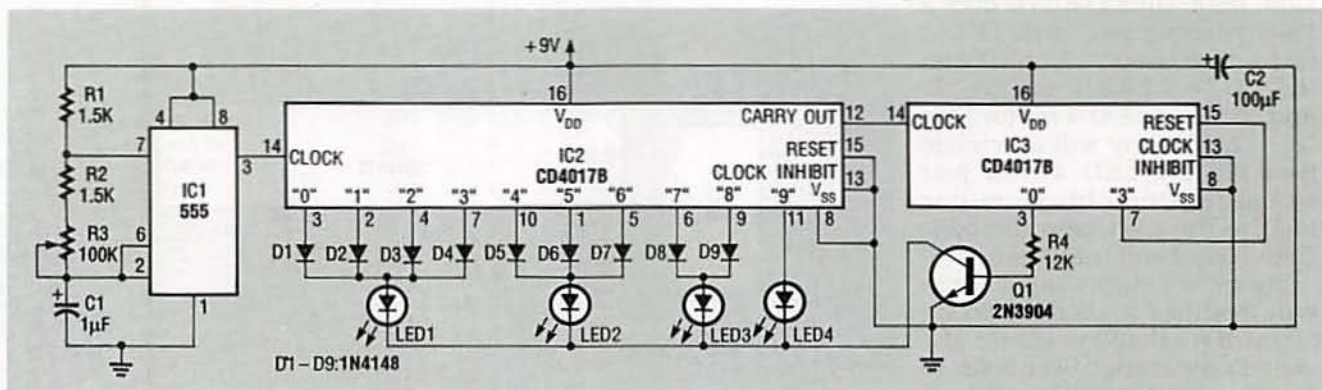 +9V
R1
1.5K
R2
1.5K
R3
100K
C1
1µF
+
4 8
7
6
2
3
1
IC1
555
14
CLOCK
16
V_DD
IC2
CD4017B
CARRY OUT
RESET
CLOCK INHIBIT
V_SS
12
15
13
8
"0" "1" "2" "3" "4" "5" "6" "7" "8" "9"
3 2 4 7 10 1 5 6 9 11
D1 D2 D3 D4 D5 D6 D7 D8 D9
LED1 LED2 LED3 LED4
D1–D9:1N4148
14
CLOCK
16
V_DD
IC3
CD4017B
RESET
CLOCK
INHIBIT
V_SS
15
13
8
"0" "3"
3 7
R4
12K
Q1
2N3904
+
C2
100µF